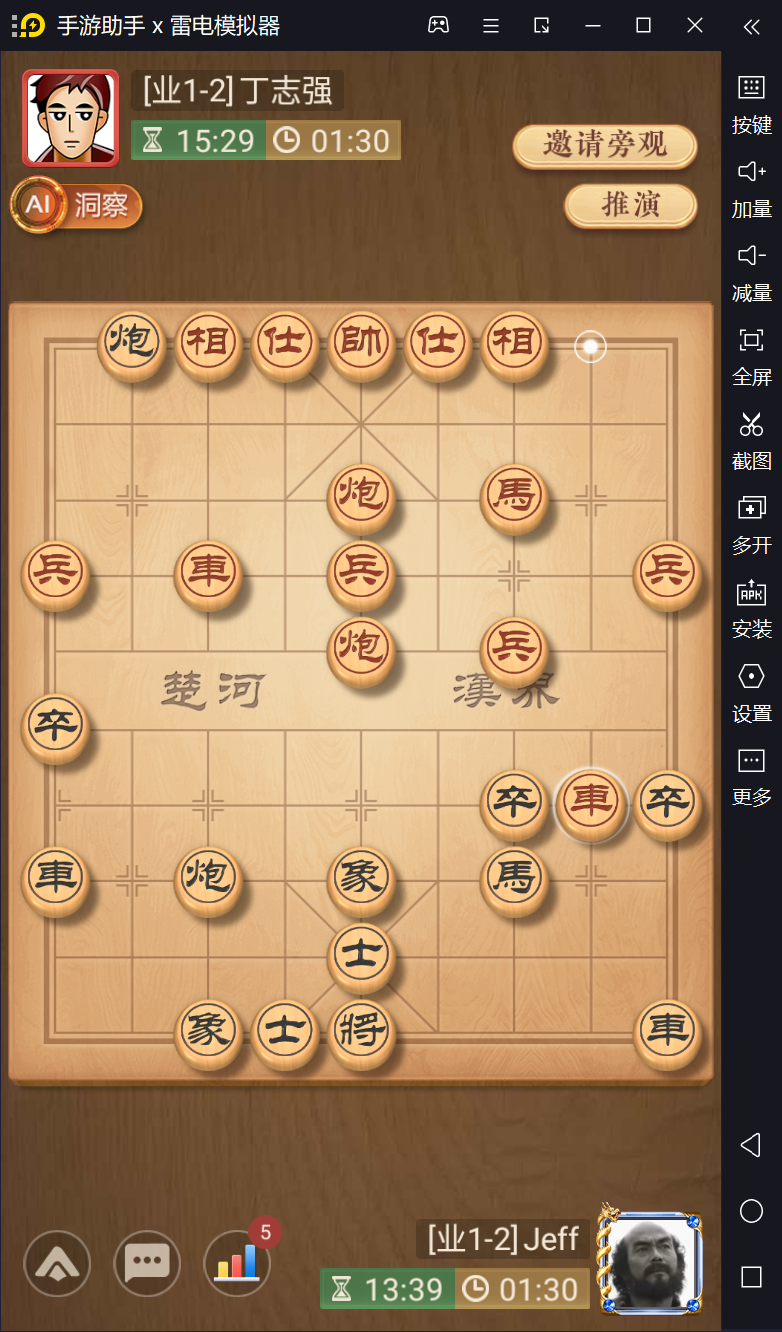 手游助手 x 雷电模拟器
[业1-2]丁志强
15:29 01:30
邀请旁观
AI 洞察
推演
炮 相 仕 帥 仕 相
炮 馬
兵 車 兵 兵
炮 兵
楚河 漢界
卒
卒 車 卒
車 炮 象 馬
士
象 士 將 車
5
[业1-2]Jeff
13:39 01:30
按键
加量
减量
全屏
截图
多开
APK
安装
设置
更多